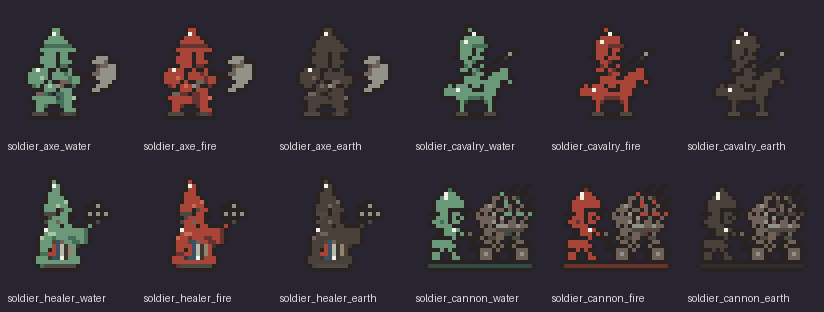 soldier_axe_water soldier_axe_fire soldier_axe_earth soldier_cavalry_water soldier_cavalry_fire soldier_cavalry_earth
soldier_healer_water soldier_healer_fire soldier_healer_earth soldier_cannon_water soldier_cannon_fire soldier_cannon_earth